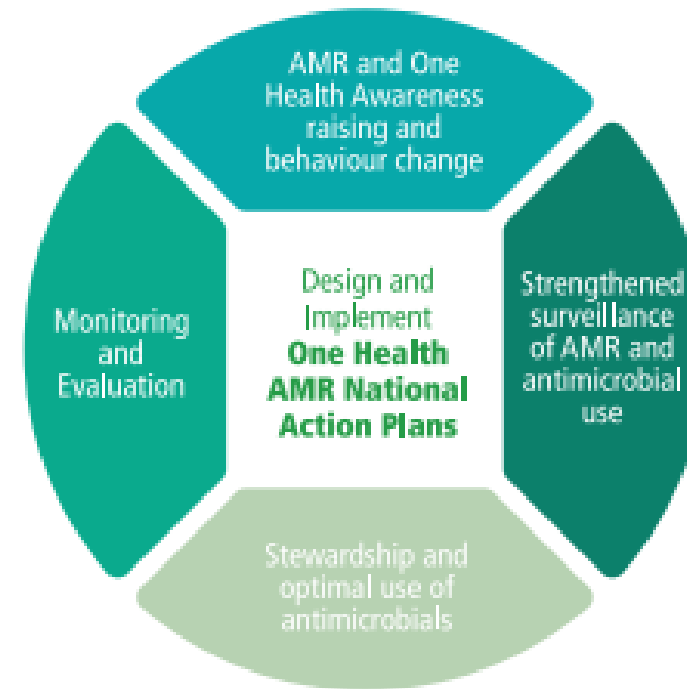 AMR and One
Health Awareness
raising and
behaviour change
Strengthened
surveillance
of AMR and
antimicrobial
use
Stewardship and
optimal use of
antimicrobials
Monitoring
and
Evaluation
Design and
Implement
One Health
AMR National
Action Plans